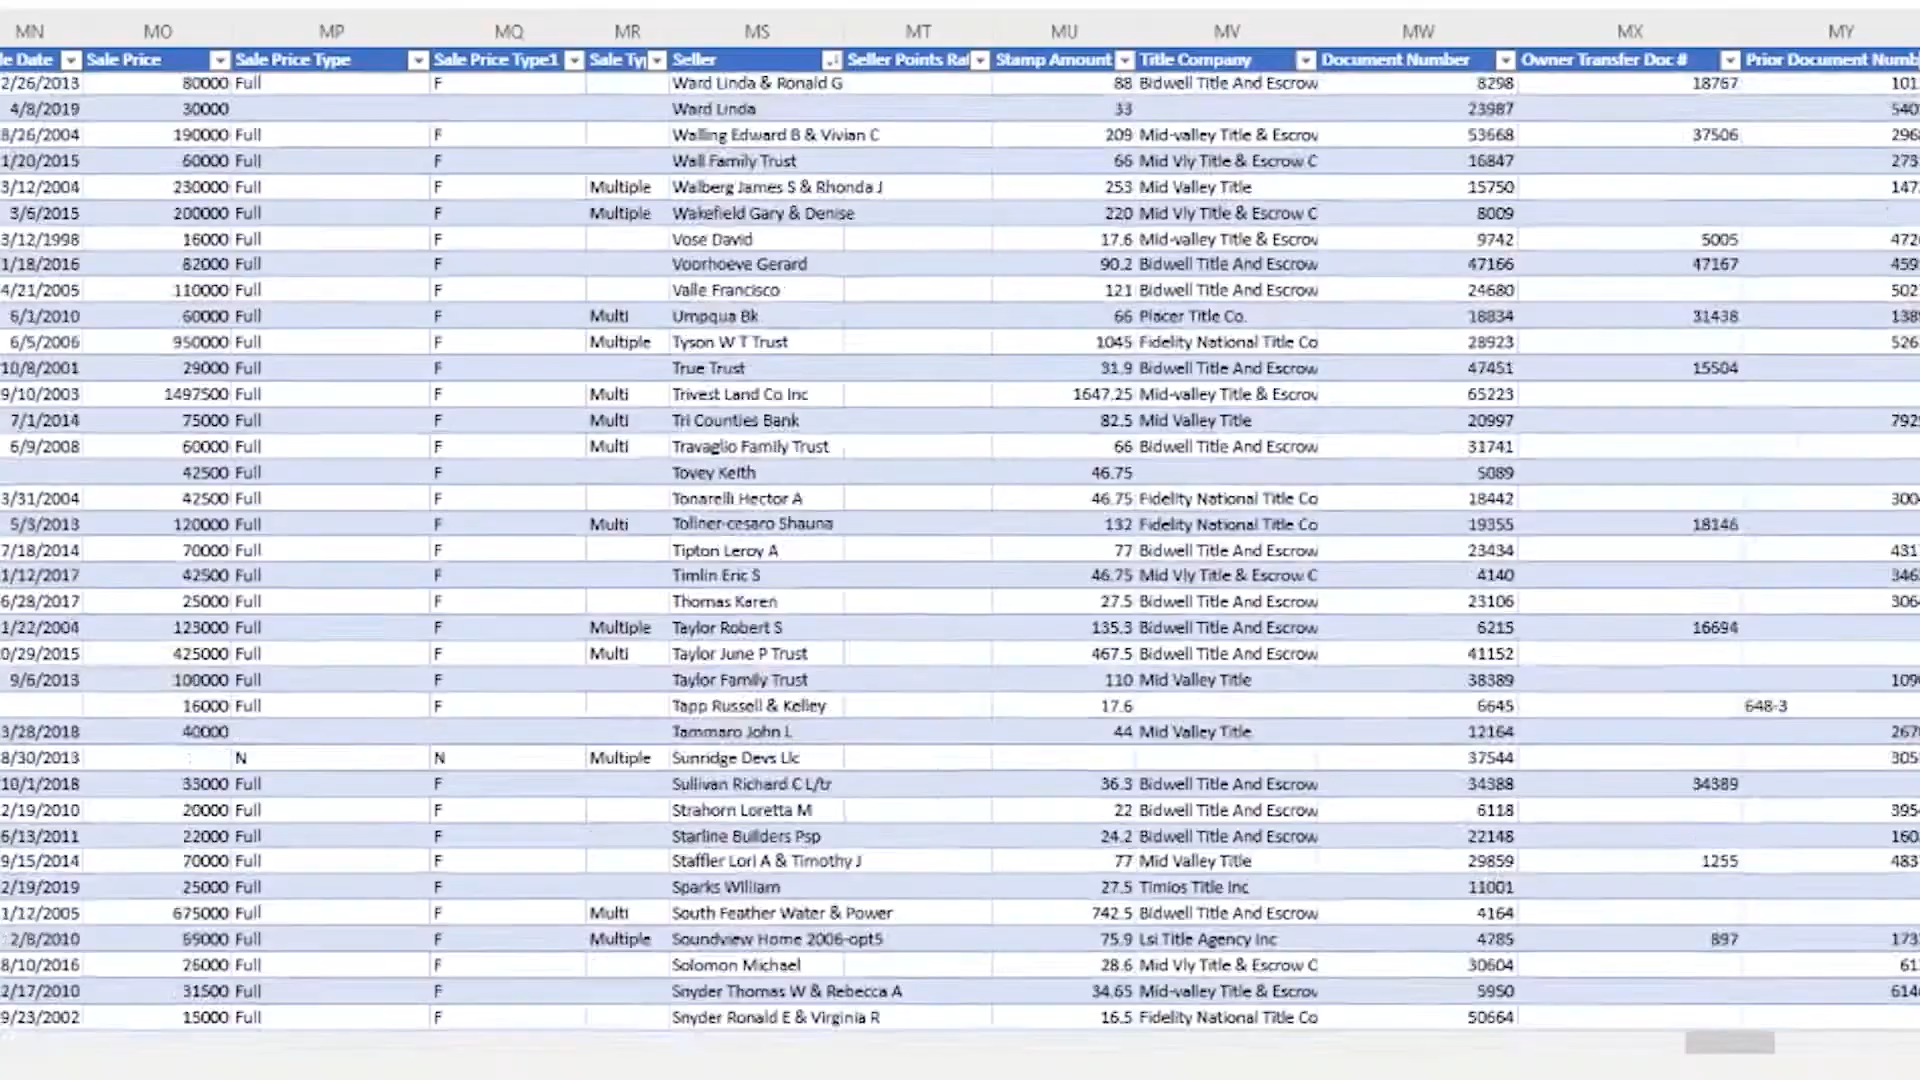 MN MO MP MQ MR MS MT MU MV MW MX MY
le Date Sale Price Sale Price Type Sale Price Type1 Sale Ty Seller Seller Points Rat Stamp Amount Title Company Document Number Owner Transfer Doc # Prior Document Numb
2/26/2013 80000 Full F Ward Linda & Ronald G 88 Bidwell Title And Escrow 8298 18767 101
4/8/2019 30000 Ward Linda 33 23987 540
8/26/2004 190000 Full F Walling Edward B & Vivian C 209 Mid-valley Title & Escrov 53668 37506 296
1/20/2015 60000 Full F Wall Family Trust 66 Mid Vly Title & Escrow C 16847 273
3/12/2004 230000 Full F Multiple Walberg James S & Rhonda J 253 Mid Valley Title 15750 147
3/6/2015 200000 Full F Multiple Wakefield Gary & Denise 220 Mid Vly Title & Escrow C 8009
3/12/1998 16000 Full F Vose David 17.6 Mid-valley Title & Escrov 9742 5005 472
1/18/2016 82000 Full F Voorhoeve Gerard 90.2 Bidwell Title And Escrow 47166 47167 459
4/21/2005 110000 Full F Valle Francisco 121 Bidwell Title And Escrow 24680 502
6/1/2010 60000 Full F Multi Umpqua Bk 66 Placer Title Co. 18834 31438 138
6/5/2006 950000 Full F Multiple Tyson W T Trust 1045 Fidelity National Title Co 28923 526
10/8/2001 29000 Full F True Trust 31.9 Bidwell Title And Escrow 47451 15504
9/10/2003 1497500 Full F Multi Trivest Land Co Inc 1647.25 Mid-valley Title & Escrov 65223
7/1/2014 75000 Full F Multi Tri Counties Bank 82.5 Mid Valley Title 20997 792
6/9/2008 60000 Full F Multi Travaglio Family Trust 66 Bidwell Title And Escrow 31741
42500 Full F Tovey Keith 46.75 5089
3/31/2004 42500 Full F Tonarelli Hector A 46.75 Fidelity National Title Co 18442 300
5/3/2013 120000 Full F Multi Tollner-cesaro Shauna 132 Fidelity National Title Co 19355 18146
7/18/2014 70000 Full F Tipton Leroy A 77 Bidwell Title And Escrow 23434 431
1/12/2017 42500 Full F Timlin Eric S 46.75 Mid Vly Title & Escrow C 4140 346
6/28/2017 25000 Full F Thomas Karen 27.5 Bidwell Title And Escrow 23106 306
1/22/2004 123000 Full F Multiple Taylor Robert S 135.3 Bidwell Title And Escrow 6215 16694
0/29/2015 425000 Full F Multi Taylor June P Trust 467.5 Bidwell Title And Escrow 41152
9/6/2013 100000 Full F Taylor Family Trust 110 Mid Valley Title 38389 109
16000 Full F Tapp Russell & Kelley 17.6 6645 648-3
3/28/2018 40000 Tammaro John L 44 Mid Valley Title 12164 267
8/30/2013 N N Multiple Sunridge Devs Llc 37544 305
10/1/2018 33000 Full F Sullivan Richard C L/tr 36.3 Bidwell Title And Escrow 34388 34389
2/19/2010 20000 Full F Strahorn Loretta M 22 Bidwell Title And Escrow 6118 395
6/13/2011 22000 Full F Starline Builders Psp 24.2 Bidwell Title And Escrow 22148 160
9/15/2014 70000 Full F Staffler Lori A & Timothy J 77 Mid Valley Title 29859 1255 483
2/19/2019 25000 Full F Sparks William 27.5 Timios Title Inc 11001
1/12/2005 675000 Full F Multi South Feather Water & Power 742.5 Bidwell Title And Escrow 4164
2/8/2010 69000 Full F Multiple Soundview Home 2006-opt5 75.9 Lsi Title Agency Inc 4785 897 173
8/10/2016 26000 Full F Solomon Michael 28.6 Mid Vly Title & Escrow C 30604 61
2/17/2010 31500 Full F Snyder Thomas W & Rebecca A 34.65 Mid-valley Title & Escrov 5950 614
9/23/2002 15000 Full F Snyder Ronald E & Virginia R 16.5 Fidelity National Title Co 50664